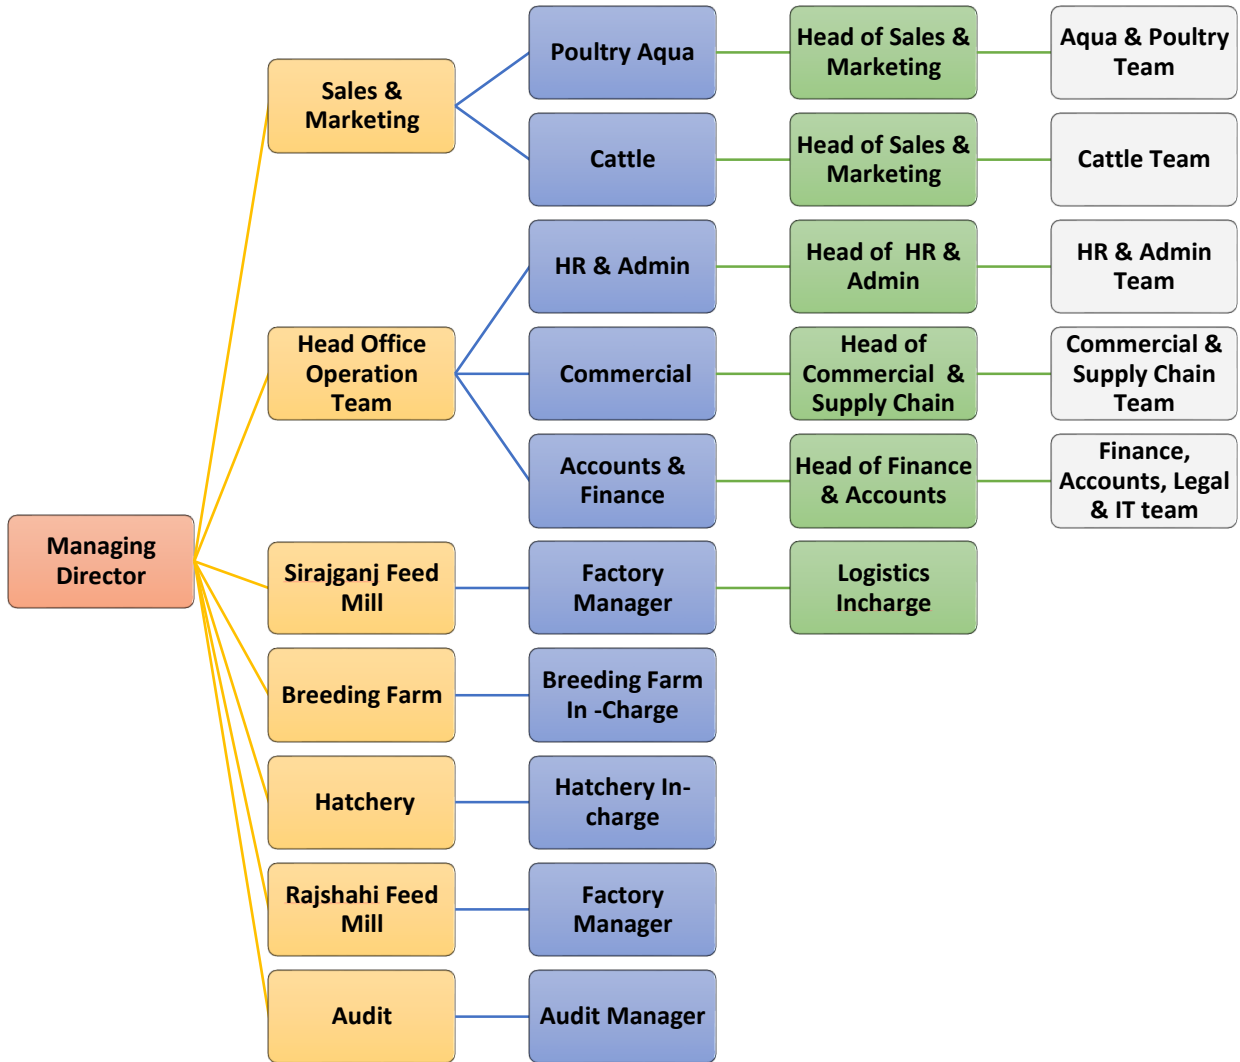 Poultry Aqua
Head of Sales &
Marketing
Aqua & Poultry
Team
Sales &
Marketing
Cattle
Head of Sales &
Marketing
Cattle Team
HR & Admin
Head of  HR &
Admin
HR & Admin
Team
Head Office
Operation
Team
Commercial
Head of
Commercial  &
Supply Chain
Commercial &
Supply Chain
Team
Accounts &
Finance
Head of Finance
& Accounts
Finance,
Accounts, Legal
& IT team
Managing
Director
Sirajganj Feed
Mill
Factory
Manager
Logistics
Incharge
Breeding Farm
Breeding Farm
In -Charge
Hatchery
Hatchery In-
charge
Rajshahi Feed
Mill
Factory
Manager
Audit
Audit Manager